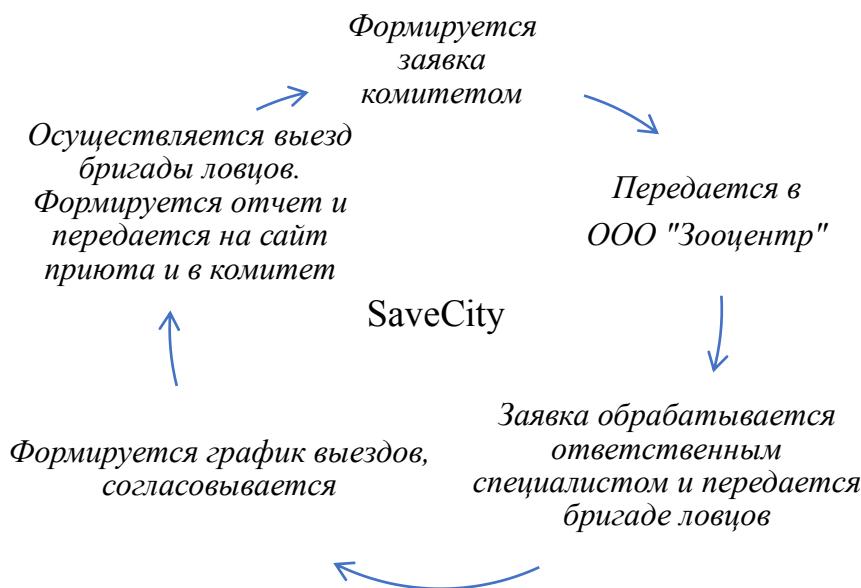 Формируется
заявка
комитетом
Передается в
ООО "Зооцентр"
Заявка обрабатывается
ответственным
специалистом и передается
бригаде ловцов
Формируется график выездов,
согласовывается
Осуществляется выезд
бригады ловцов.
Формируется отчет и
передается на сайт
приюта и в комитет
SaveCity